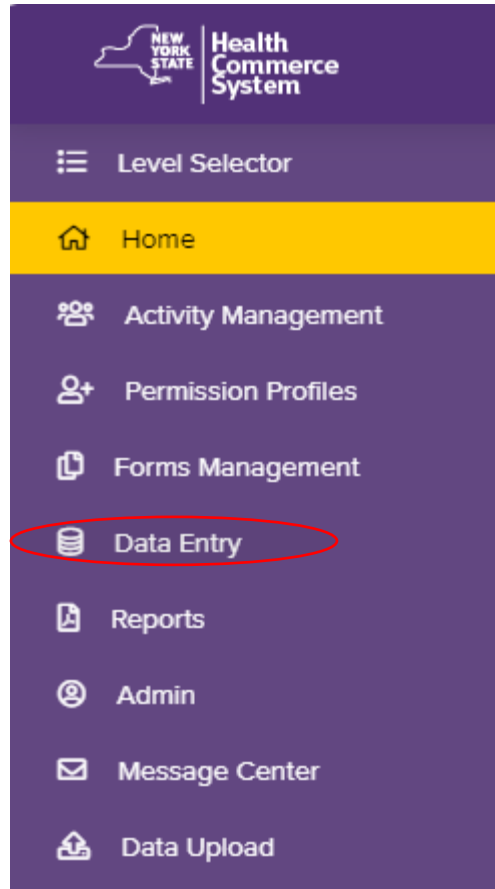 NEW
YORK
STATE
Health
Commerce
System
Level Selector
Home
Activity Management
Permission Profiles
Forms Management
Data Entry
Reports
Admin
Message Center
Data Upload